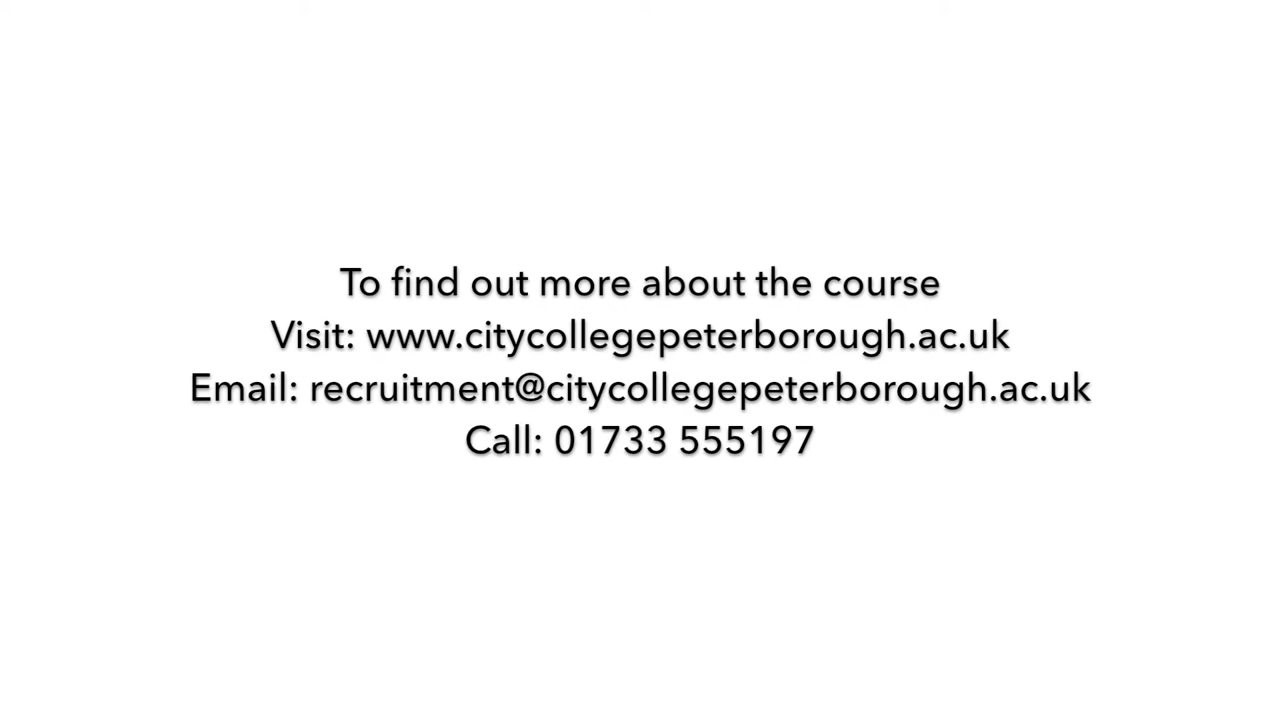 To find out more about the course
Visit: www.citycollegepeterborough.ac.uk
Email: recruitment@citycollegepeterborough.ac.uk
Call: 01733 555197